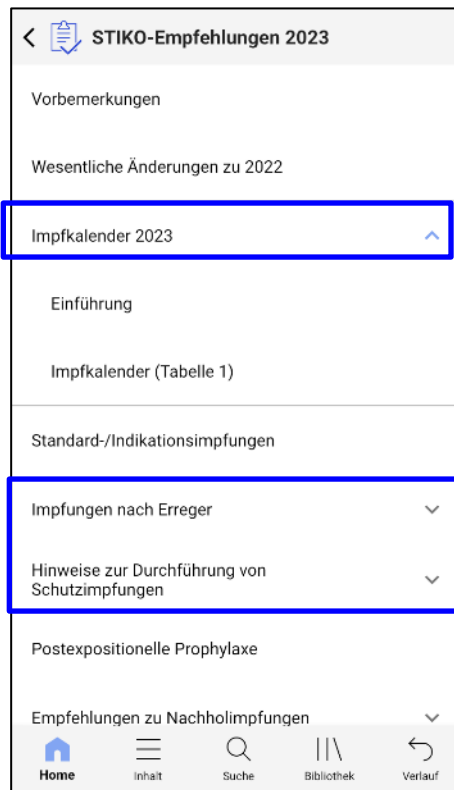 STIKO-Empfehlungen 2023
Vorbemerkungen
Wesentliche Änderungen zu 2022
Impfkalender 2023
Einführung
Impfkalender (Tabelle 1)
Standard-/Indikationsimpfungen
Impfungen nach Erreger
Hinweise zur Durchführung von
Schutzimpfungen
Postexpositionelle Prophylaxe
Empfehlungen zu Nachholimpfungen
Home Inhalt Suche Bibliothek Verlauf